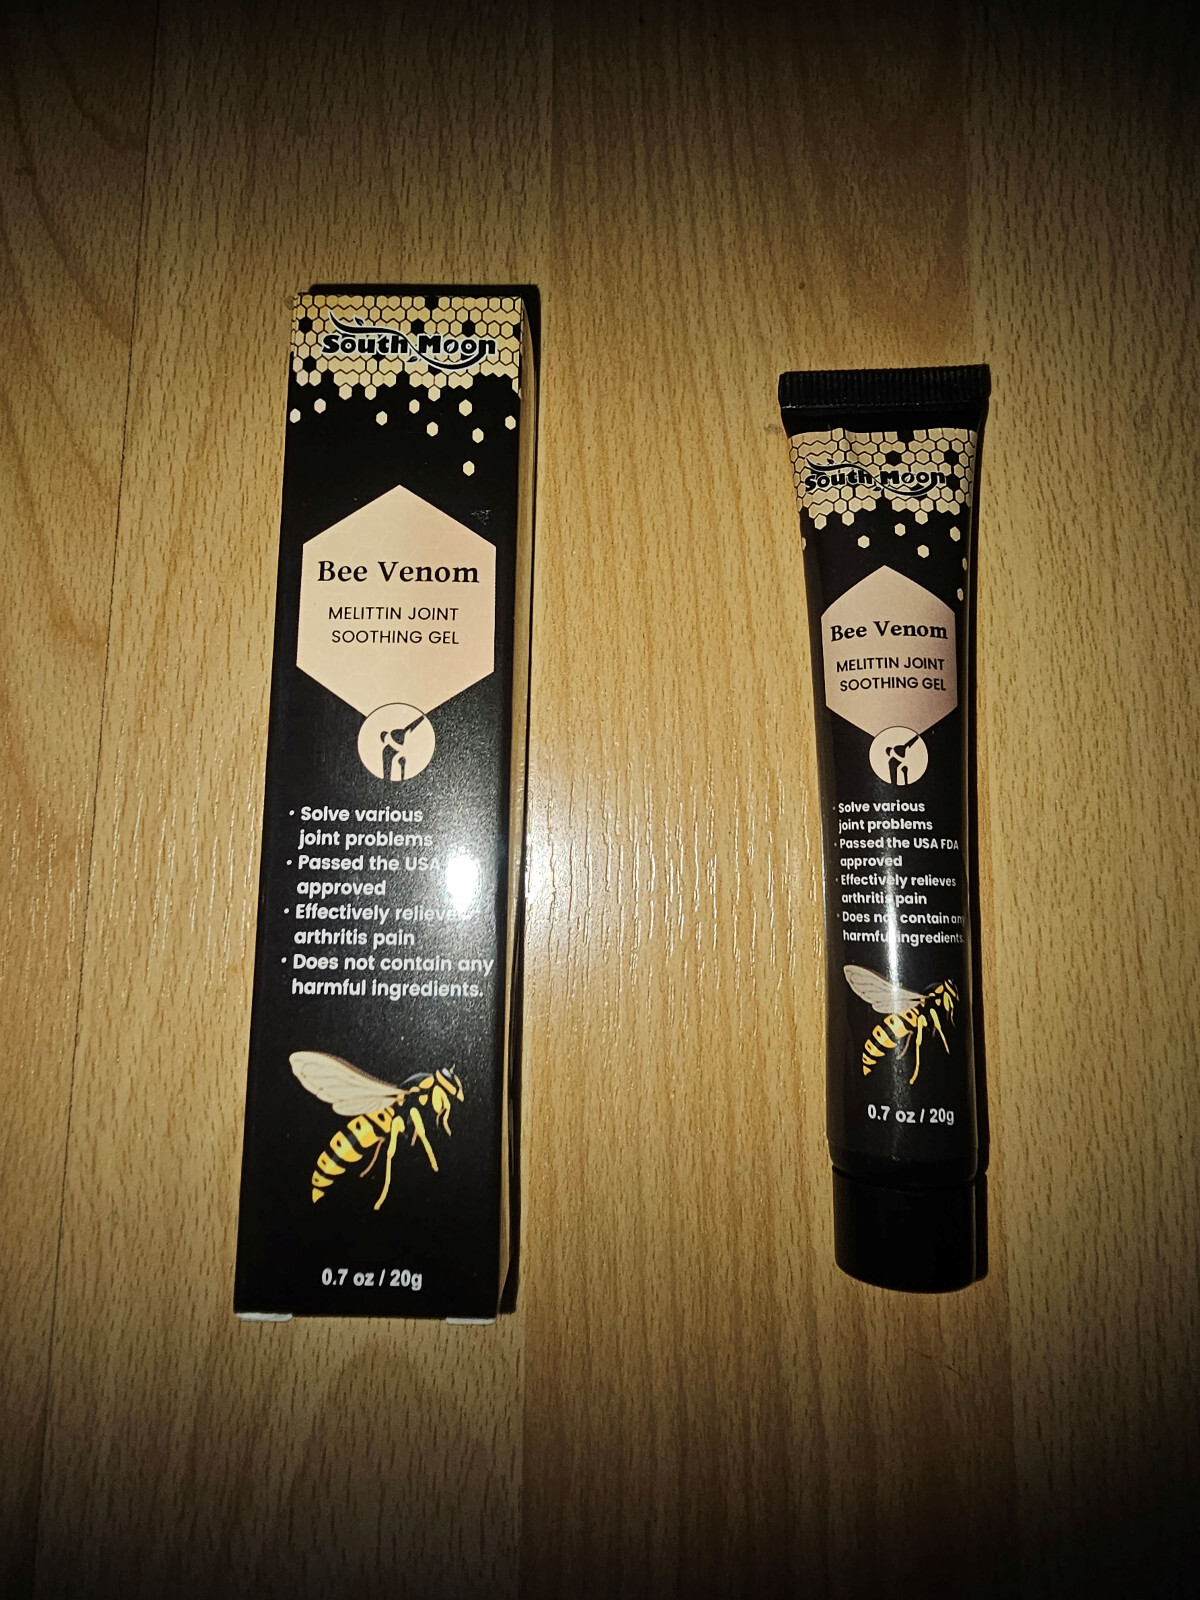 South Moon
Bee Venom
MELITTIN JOINT
SOOTHING GEL
• Solve various
joint problems
• Passed the USA
approved
• Effectively relieve
arthritis pain
• Does not contain any
harmful ingredients.
0.7 oz / 20g
South Moon
Bee Venom
MELITTIN JOINT
SOOTHING GEL
• Solve various
joint problems
• Passed the USA FDA
approved
• Effectively relieves
arthritis pain
• Does not contain any
harmful ingredients.
0.7 oz / 20g